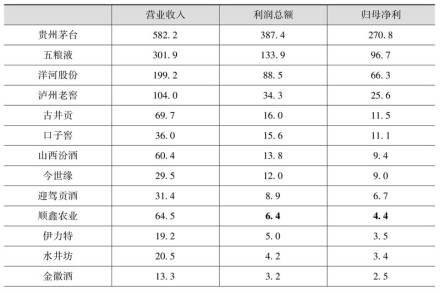 营业收入 利润总额 归母净利
贵州茅台 582.2 387.4 270.8
五粮液 301.9 133.9 96.7
洋河股份 199.2 88.5 66.3
泸州老窖 104.0 34.3 25.6
古井贡 69.7 16.0 11.5
口子窖 36.0 15.6 11.1
山西汾酒 60.4 13.8 9.4
今世缘 29.5 12.0 9.0
迎驾贡酒 31.4 8.9 6.7
顺鑫农业 64.5 6.4 4.4
伊力特 19.2 5.0 3.5
水井坊 20.5 4.2 3.4
金徽酒 13.3 3.2 2.5